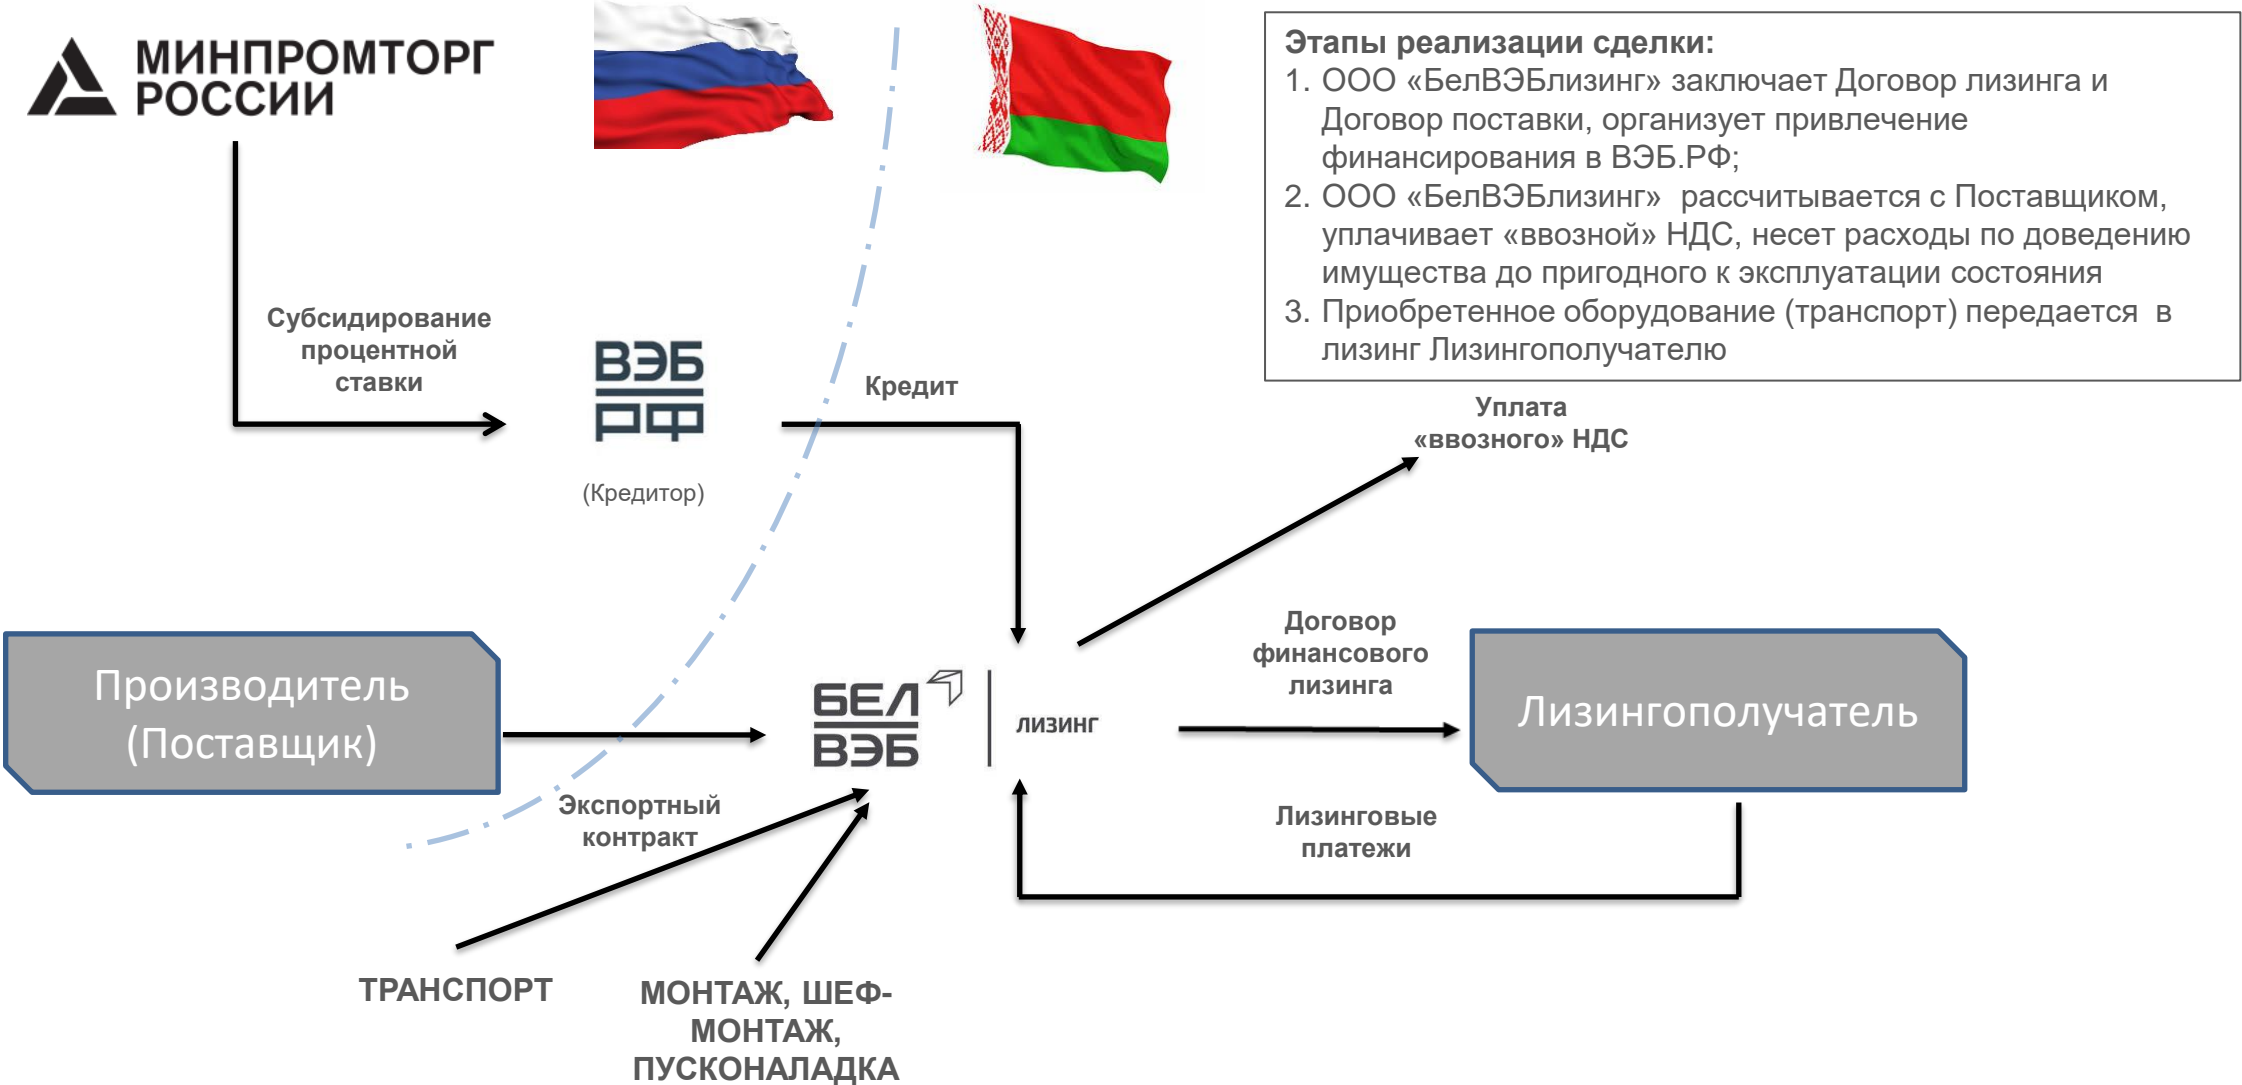 МИНПРОМТОРГ
РОССИИ
Этапы реализации сделки:
1. ООО «БелВЭБлизинг» заключает Договор лизинга и
Договор поставки, организует привлечение
финансирования в ВЭБ.РФ;
2. ООО «БелВЭБлизинг» рассчитывается с Поставщиком,
уплачивает «ввозной» НДС, несет расходы по доведению
имущества до пригодного к эксплуатации состояния
3. Приобретенное оборудование (транспорт) передается в
лизинг Лизингополучателю
Субсидирование
процентной
ставки
ВЭБ
РФ
(Кредитор)
Кредит
Уплата
«ввозного» НДС
Производитель
(Поставщик)
Экспортный
контракт
БЕЛ
ВЭБ
ЛИЗИНГ
Договор
финансового
лизинга
Лизингополучатель
Лизинговые
платежи
ТРАНСПОРТ
МОНТАЖ, ШЕФ-
МОНТАЖ,
ПУСКОНАЛАДКА